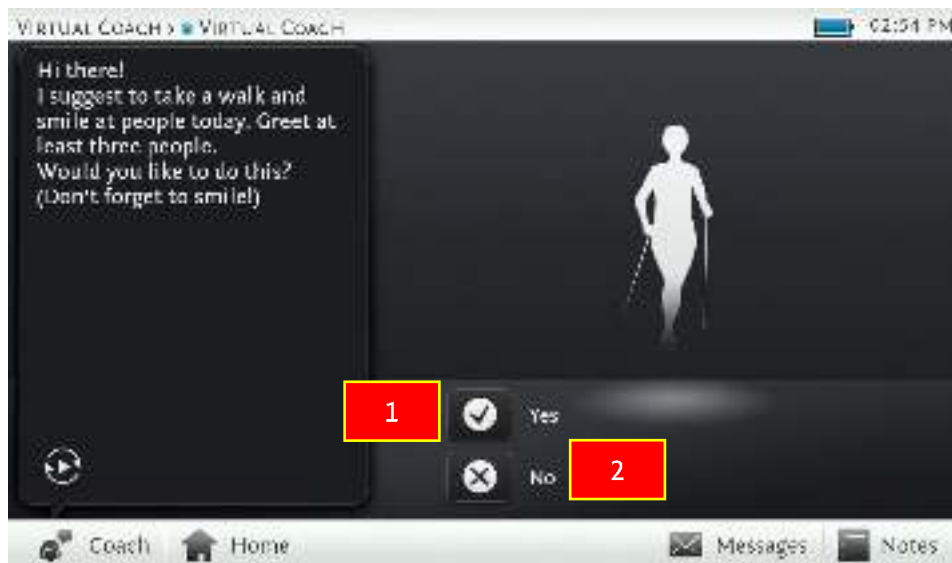 VIRTUAL COACH › VIRTUAL COACH
02:54 PM
Hi there!
I suggest to take a walk and
smile at people today. Greet at
least three people.
Would you like to do this?
(Don't forget to smile!)
1
Yes
No
2
Coach
Home
Messages
Notes